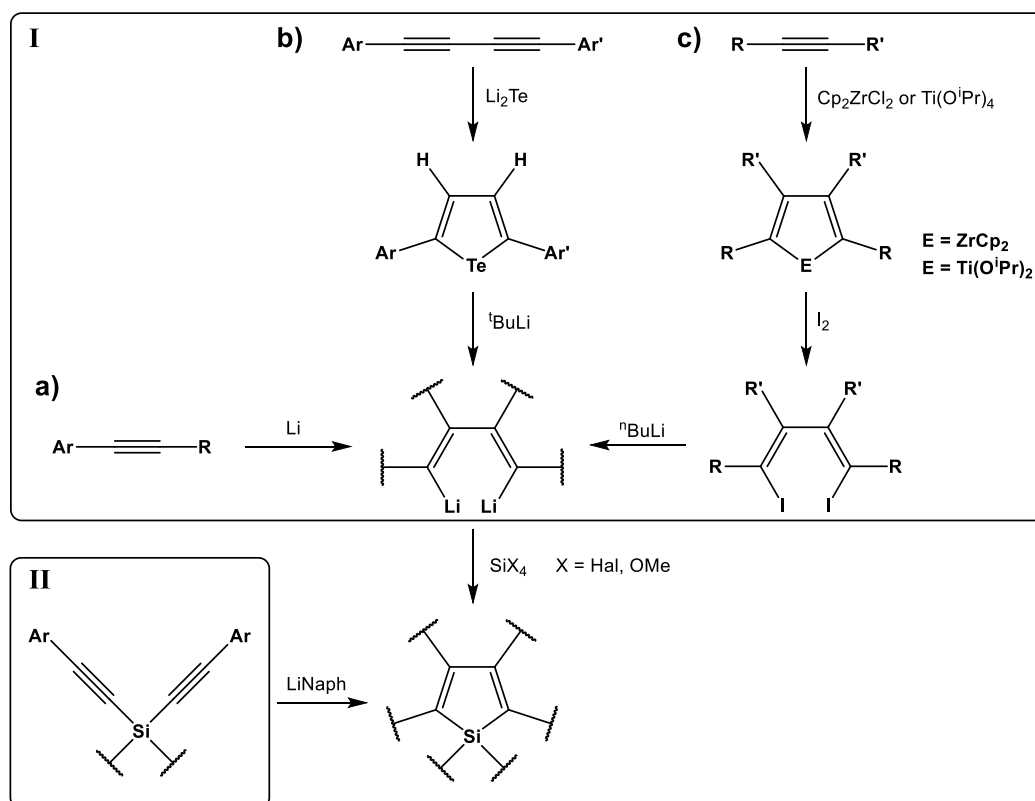 I
b)
Ar
Ar'
Li₂Te
H
H
Ar
Te
Ar'
ᵗBuLi
c)
R
R'
Cp₂ZrCl₂ or Ti(OⁱPr)₄
R'
R'
R
E
R
E = ZrCp₂
E = Ti(OⁱPr)₂
I₂
a)
Ar
R
Li
Li
Li
ⁿBuLi
R'
R'
R
R
I
I
SiX₄ X = Hal, OMe
II
Ar
Ar
Si
LiNaph
Si